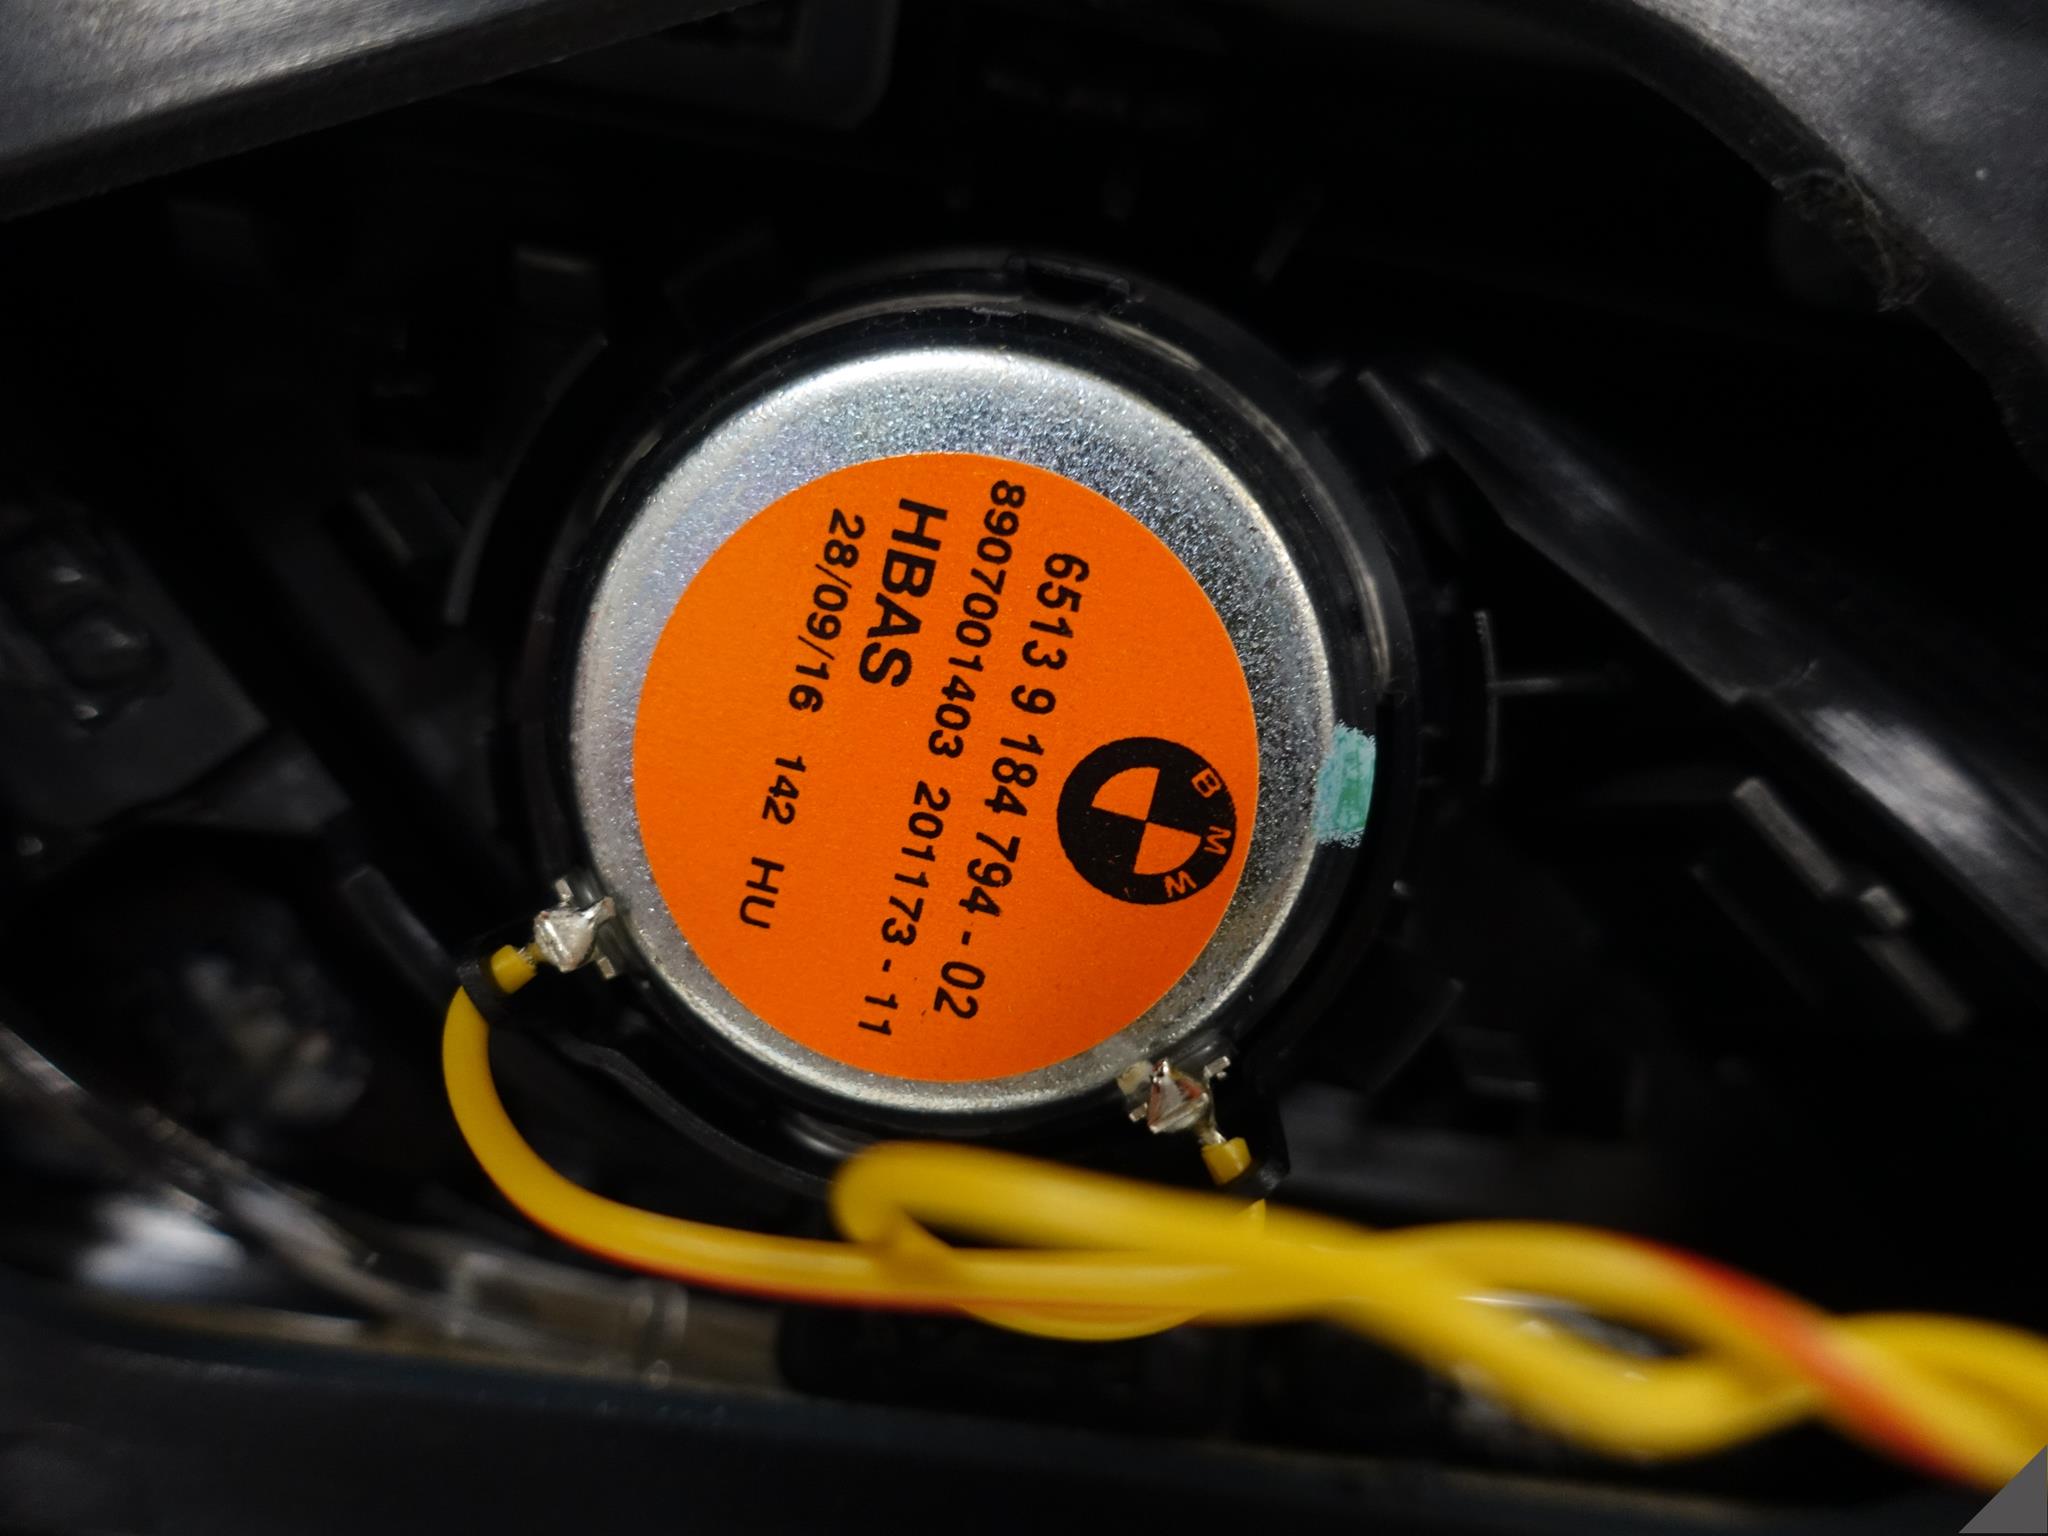 BMW
6513 9 184 794 - 02
8907001403 201173 - 11
HBAS
28/09/16 142 HU